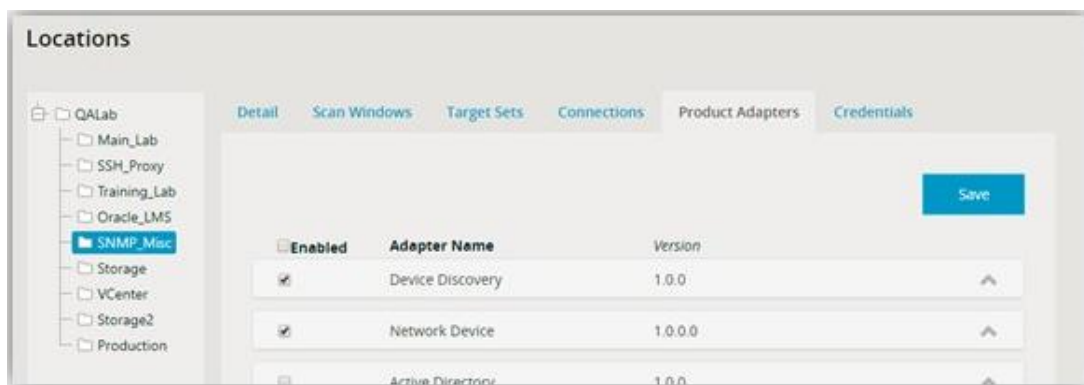 Locations
QALab
Main_Lab
SSH_Proxy
Training_Lab
Oracle_LMS
SNMP_Misc
Storage
VCenter
Storage2
Production
Detail Scan Windows Target Sets Connections Product Adapters Credentials
Save
Enabled Adapter Name Version
Device Discovery 1.0.0
Network Device 1.0.0.0
Active Directory 1.0.0